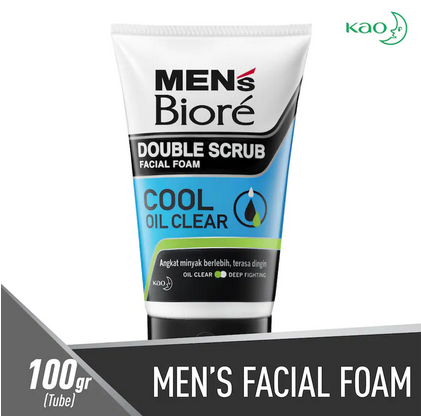 Kao
MEN's
Bioré
DOUBLE SCRUB
FACIAL FOAM
COOL
OIL CLEAR
Angkat minyak berlebih, terasa dingin
OIL CLEAR DEEP FIGHTING
Kao
100gr
(Tube)
MEN'S FACIAL FOAM